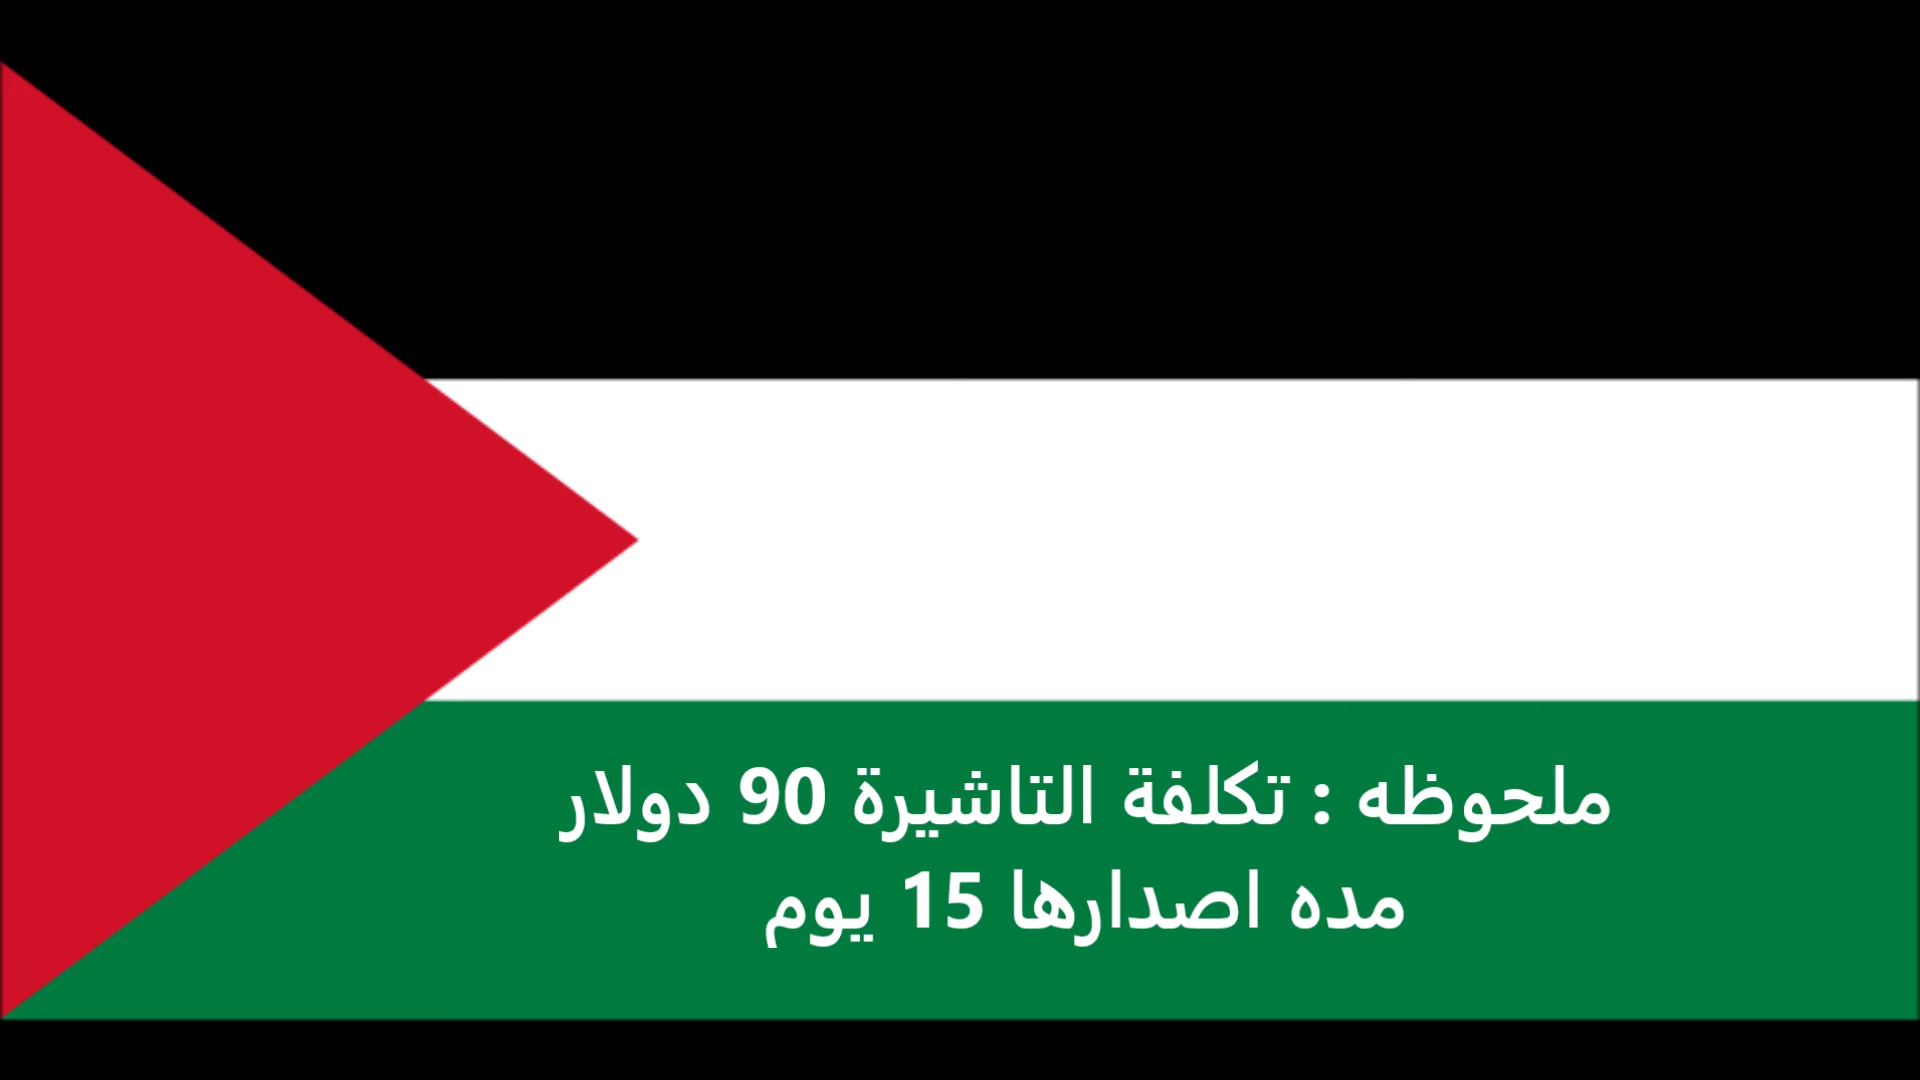 ملحوظه : تكلفة التاشيرة 90 دولار
مده اصدارها 15 يوم